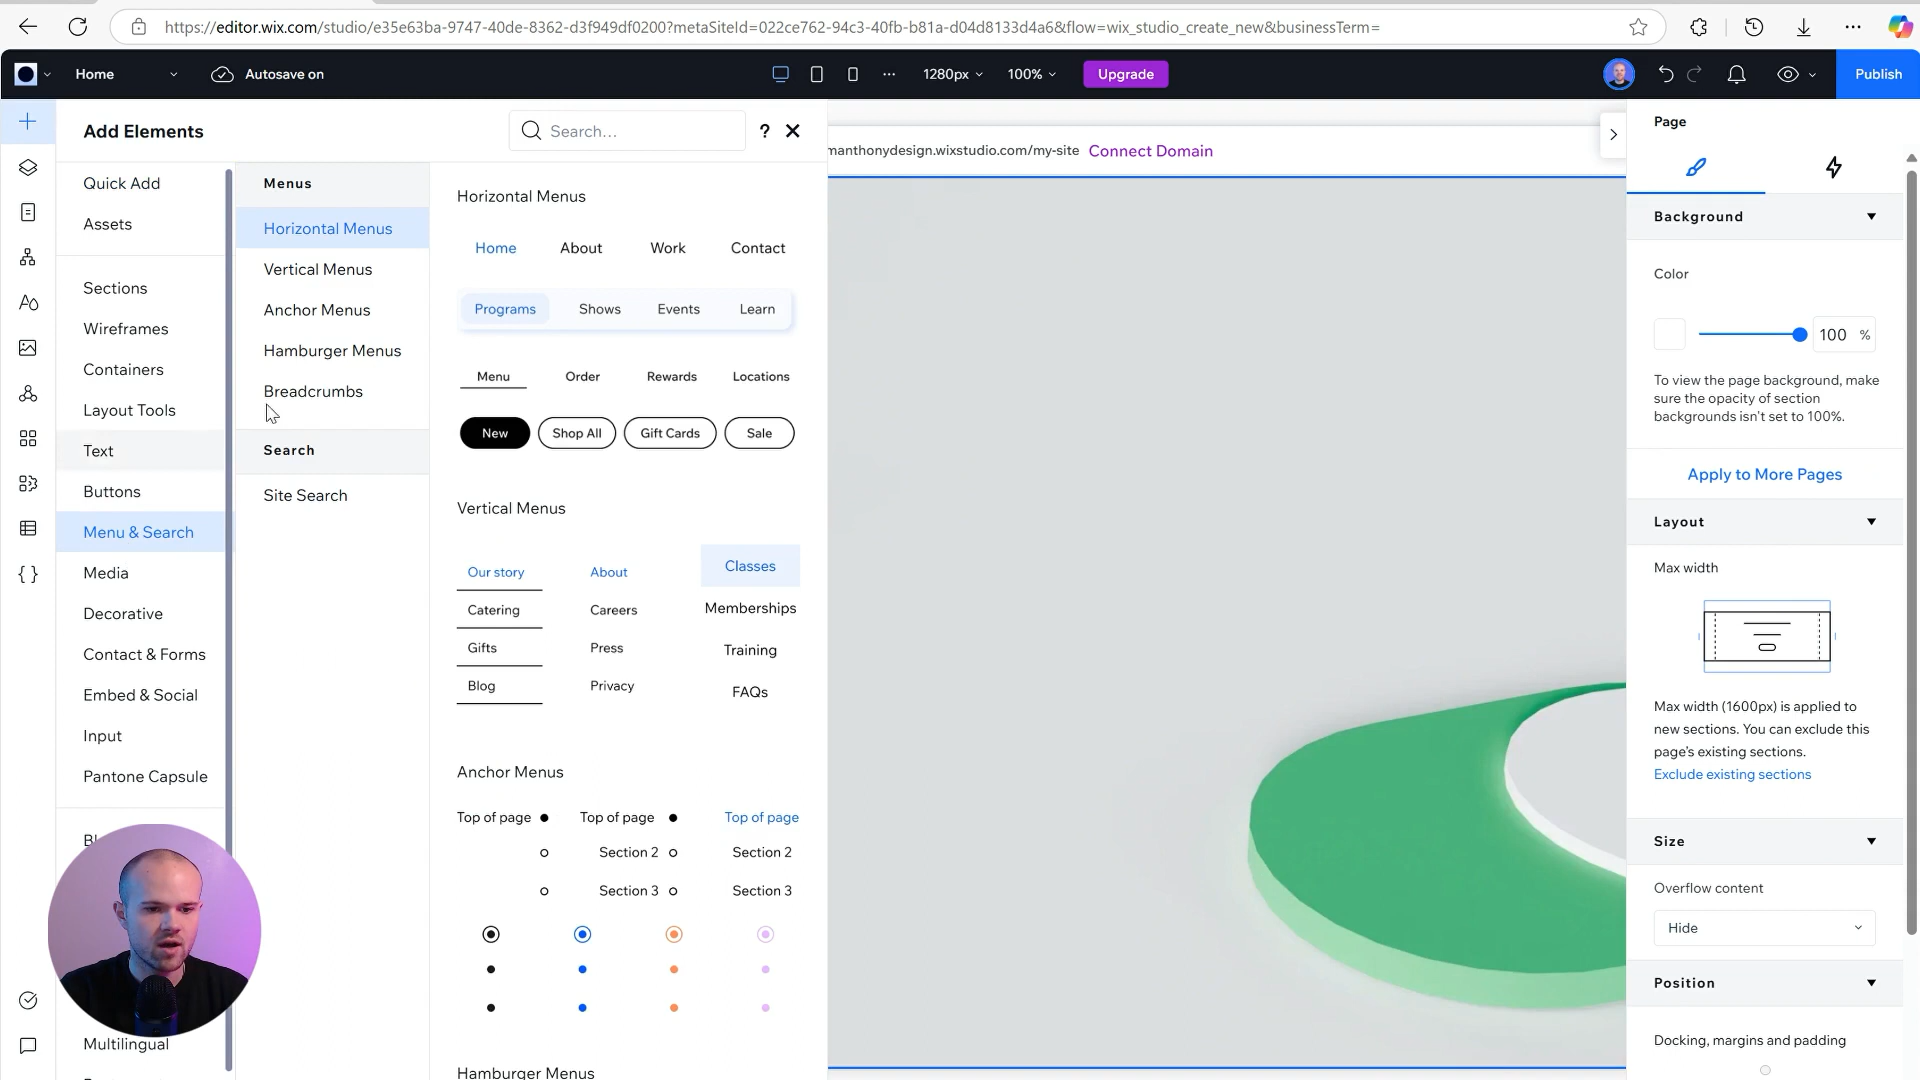 https://editor.wix.com/studio/e35e63ba-9747-40de-8362-d3f949df0200?metaSiteId=022ce762-94c3-40fb-b81a-d04d8133d4a6&flow=wix_studio_create_new&businessTerm=
Home
Autosave on
1280px
100%
Upgrade
Publish
Add Elements
Search...
?
Quick Add
Assets
Sections
Wireframes
Containers
Layout Tools
Text
Buttons
Menu & Search
Media
Decorative
Contact & Forms
Embed & Social
Input
Pantone Capsule
Multilingual
Menus
Horizontal Menus
Vertical Menus
Anchor Menus
Hamburger Menus
Breadcrumbs
Search
Site Search
Horizontal Menus
Home About Work Contact
Programs Shows Events Learn
Menu Order Rewards Locations
New Shop All Gift Cards Sale
Vertical Menus
Our story About Classes
Catering Careers Memberships
Gifts Press Training
Blog Privacy FAQs
Anchor Menus
Top of page Top of page Top of page
Section 2 Section 2
Section 3 Section 3
Hamburger Menus
manthonydesign.wixstudio.com/my-site Connect Domain
Page
Background
Color
100 %
To view the page background, make
sure the opacity of section
backgrounds isn't set to 100%.
Apply to More Pages
Layout
Max width
Max width (1600px) is applied to
new sections. You can exclude this
page's existing sections.
Exclude existing sections
Size
Overflow content
Hide
Position
Docking, margins and padding